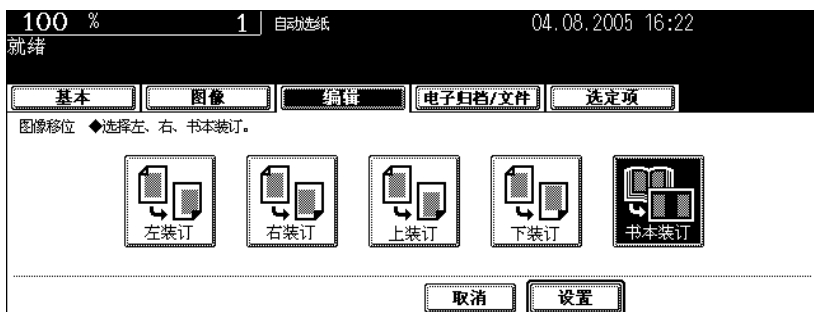 100 % 1 自动选纸 04.08.2005 16:22
就绪
基本 图像 编辑 电子归档/文件 选定项
图像移位 ◆选择左、右、书本装订。
左装订 右装订 上装订 下装订 书本装订
取消 设置